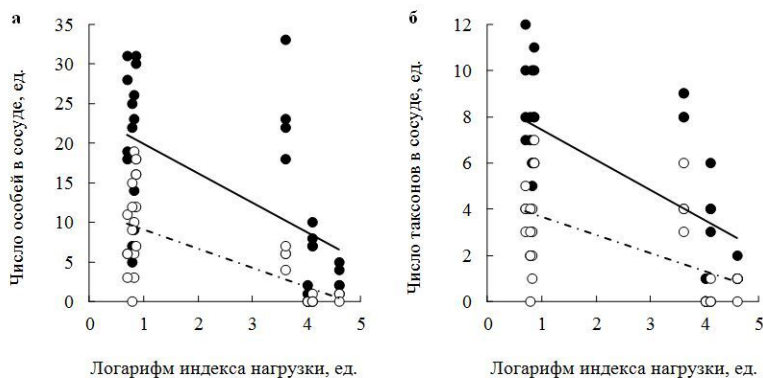 а
Число особей в сосуде, ед.
35
30
25
20
15
10
5
0
0 1 2 3 4 5
Логарифм индекса нагрузки, ед.
б
Число таксонов в сосуде, ед.
12
10
8
6
4
2
0
0 1 2 3 4 5
Логарифм индекса нагрузки, ед.